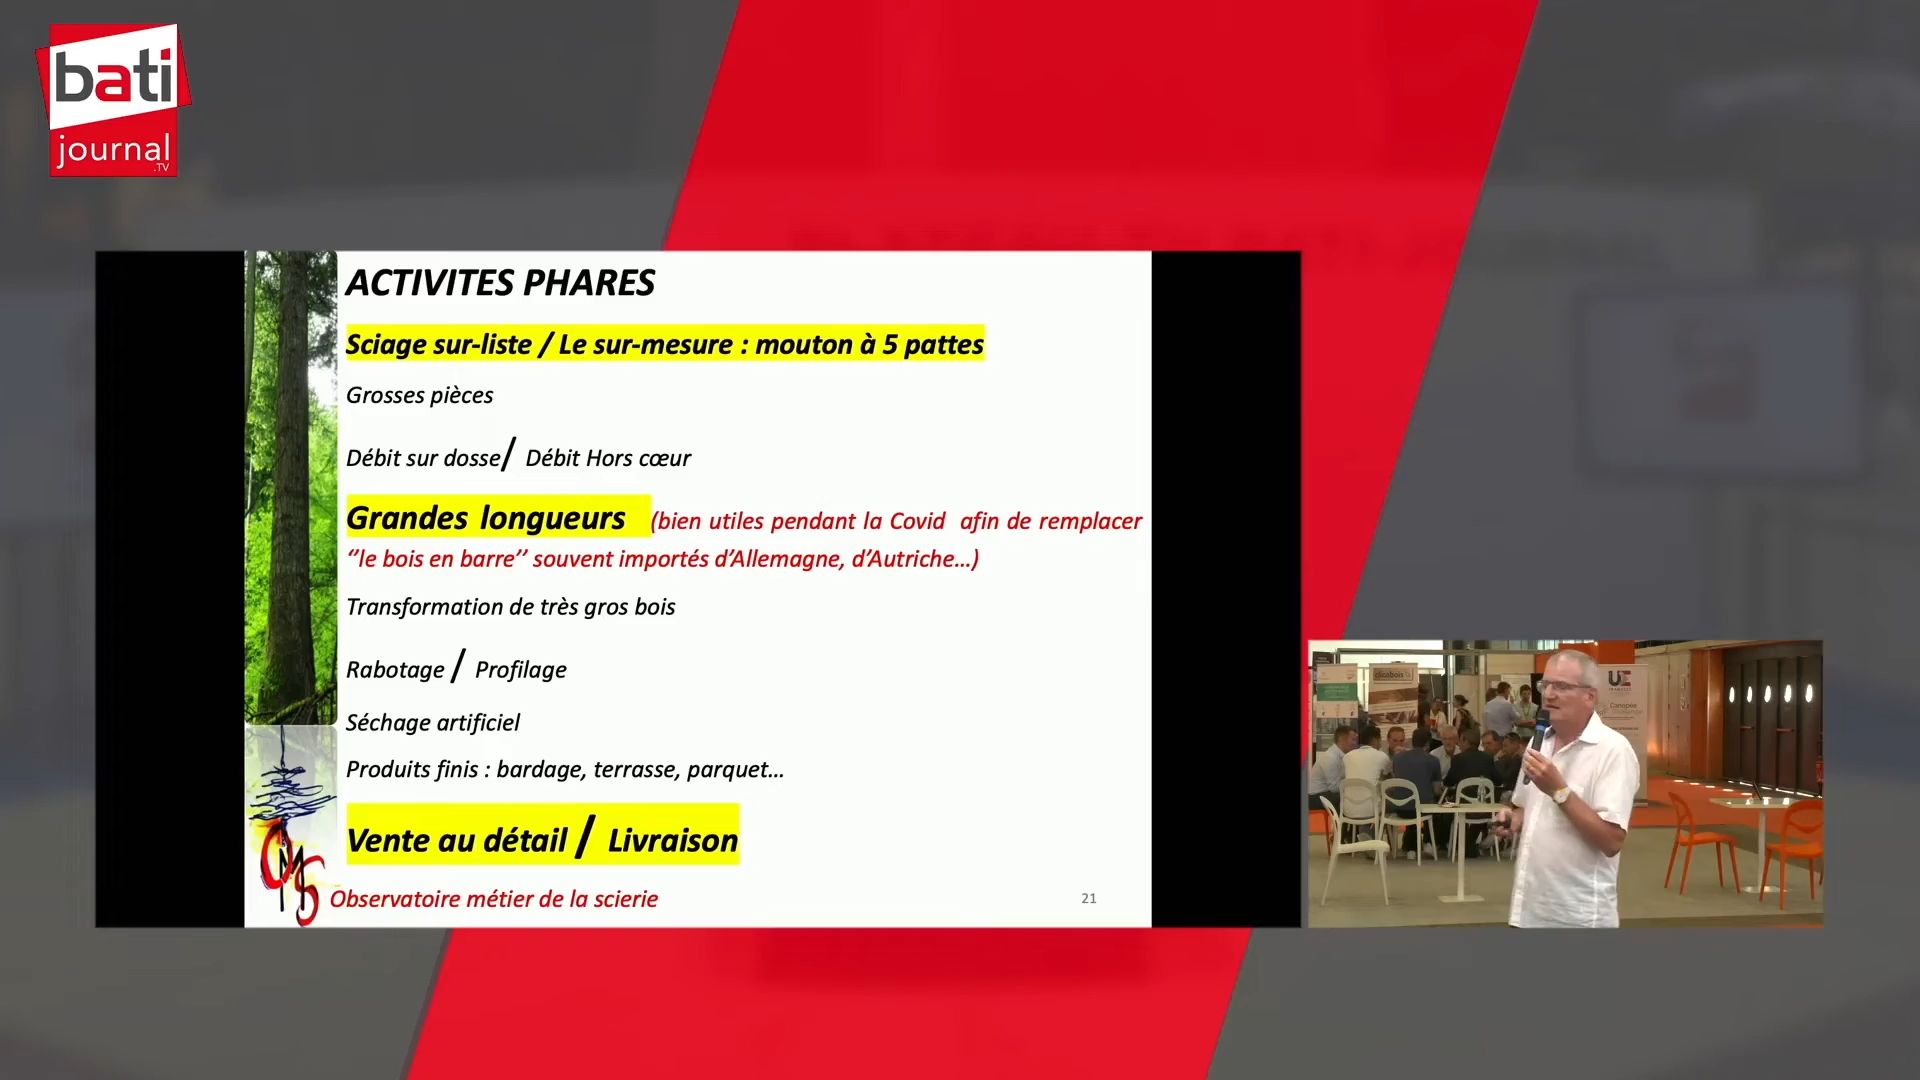 bati
journal
.TV
ACTIVITES PHARES
Sciage sur-liste / Le sur-mesure : mouton à 5 pattes
Grosses pièces
Débit sur dosse/ Débit Hors cœur
Grandes longueurs (bien utiles pendant la Covid afin de remplacer
‘’le bois en barre’’ souvent importés d’Allemagne, d’Autriche…)
Transformation de très gros bois
Rabotage / Profilage
Séchage artificiel
Produits finis : bardage, terrasse, parquet…
Vente au détail / Livraison
OMS
Observatoire métier de la scierie
21
Canopée